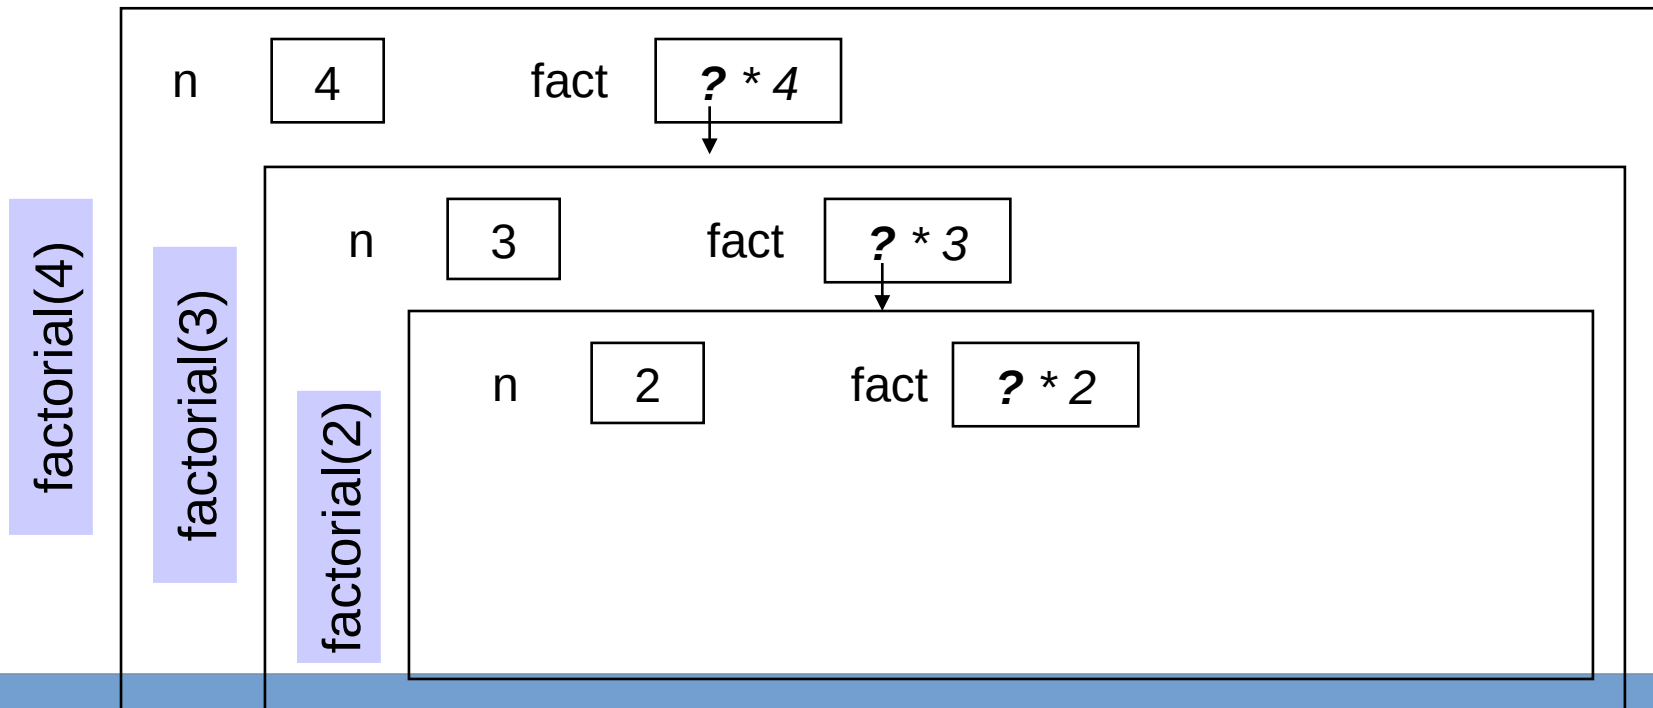 n 4 fact ? * 4
factorial(4)
n 3 fact ? * 3
factorial(3)
n 2 fact ? * 2
factorial(2)